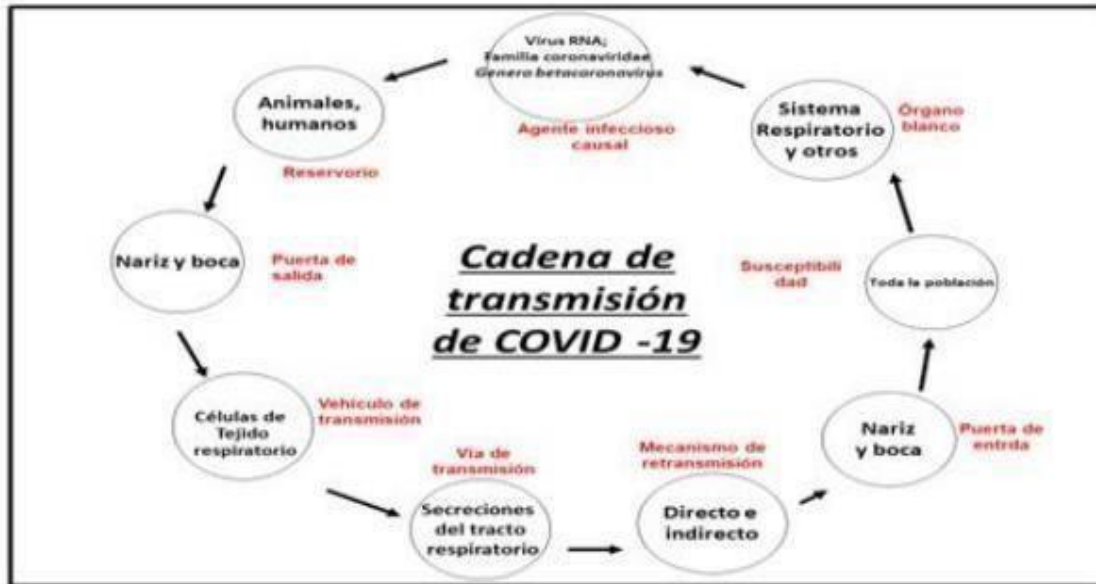 Virus RNA;
Familia coronaviridae
Genero betacoronavirus
Agente infeccioso
causal
Animales,
humanos
Reservorio
Nariz y boca
Puerta de
salida
Células de
Tejido
respiratorio
Vehículo de
transmisión
Vía de
transmisión
Secreciones
del tracto
respiratorio
Mecanismo de
retransmisión
Directo e
indirecto
Nariz
y boca
Puerta de
entrda
Susceptibili
dad
Toda la población
Sistema
Respiratorio
y otros
Órgano
blanco
Cadena de
transmisión
de COVID -19